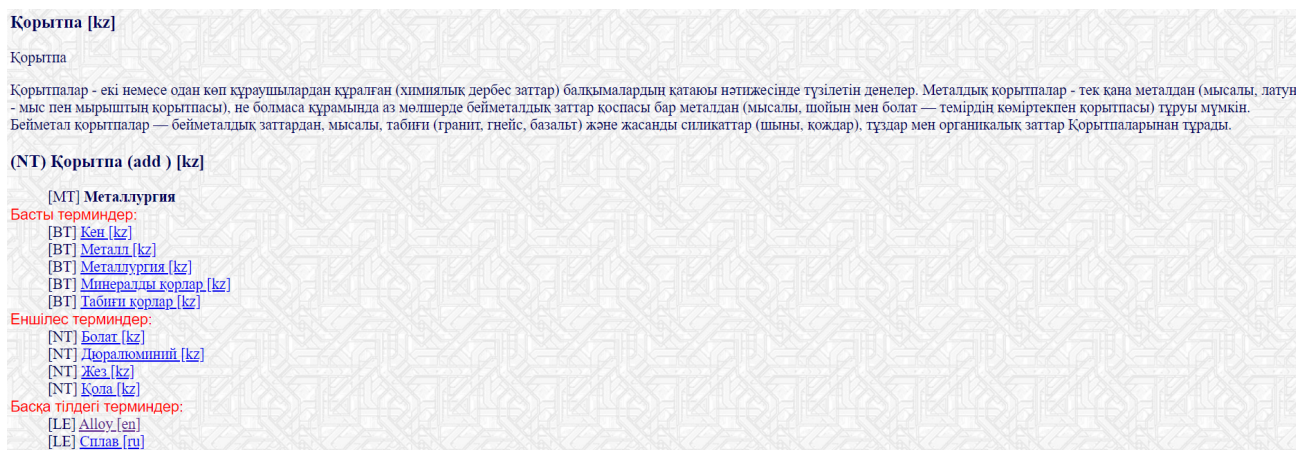 Қорытпа [kz]
Қорытпа
Қорытпалар - екі немесе одан көп құраушылардан құралған (химиялық дербес заттар) балқымалардың қатаюы нәтижесінде түзілетін денелер. Металдық қорытпалар - тек қана металдан (мысалы, латун
- мыс пен мырыштың қорытпасы), не болмаса құрамында аз мөлшерде бейметалдық заттар қоспасы бар металдан (мысалы, шойын мен болат — темірдің көміртекпен қорытпасы) тұруы мүмкін.
Бейметал қорытпалар — бейметалдық заттардан, мысалы, табиғи (гранит, гнейс, базальт) және жасанды силикаттар (шыны, қождар), тұздар мен органикалық заттар Қорытпаларынан тұрады.
(NT) Қорытпа (add ) [kz]
[MT] Металлургия
Басты терминдер:
[BT] Кен [kz]
[BT] Металл [kz]
[BT] Металлургия [kz]
[BT] Минералды қорлар [kz]
[BT] Табиғи қорлар [kz]
Еншілес терминдер:
[NT] Болат [kz]
[NT] Дюралюминий [kz]
[NT] Жез [kz]
[NT] Қола [kz]
Басқа тілдегі терминдер:
[LE] Alloy [en]
[LE] Сплав [ru]